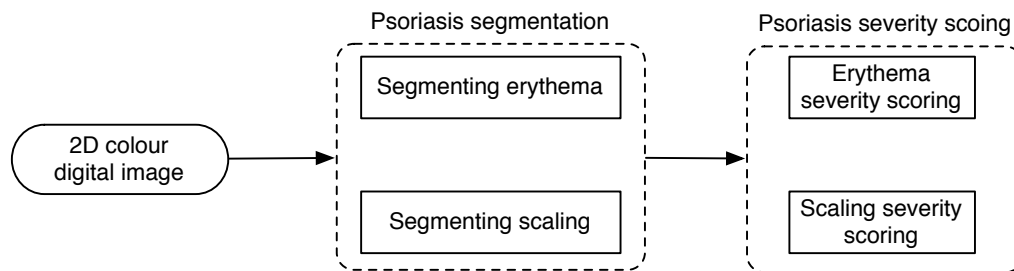 Psoriasis segmentation
Psoriasis severity scoing
Segmenting erythema
Erythema
severity scoring
2D colour
digital image
Segmenting scaling
Scaling severity
scoring